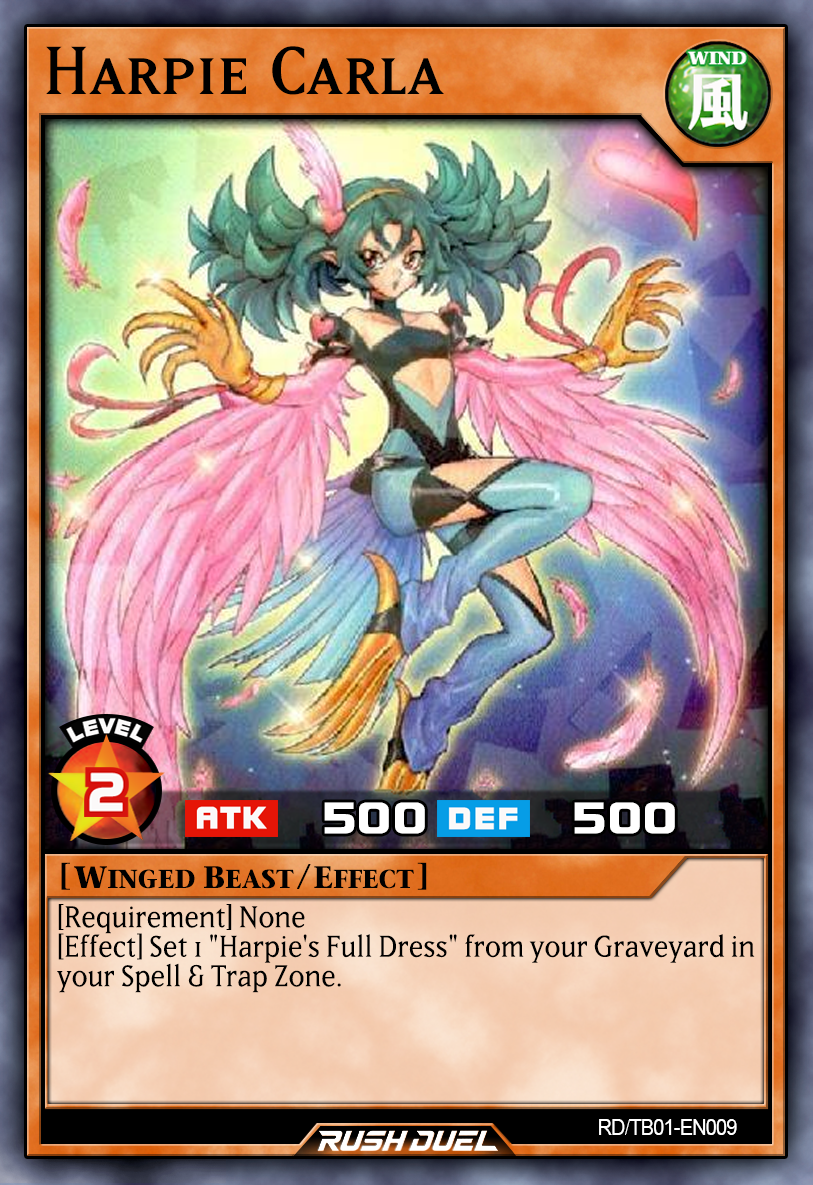 Harpie Carla
WIND
風
LEVEL
2
ATK 500 DEF 500
[Winged Beast/Effect]
[Requirement] None
[Effect] Set 1 "Harpie's Full Dress" from your Graveyard in
your Spell & Trap Zone.
RUSH DUEL
RD/TB01-EN009